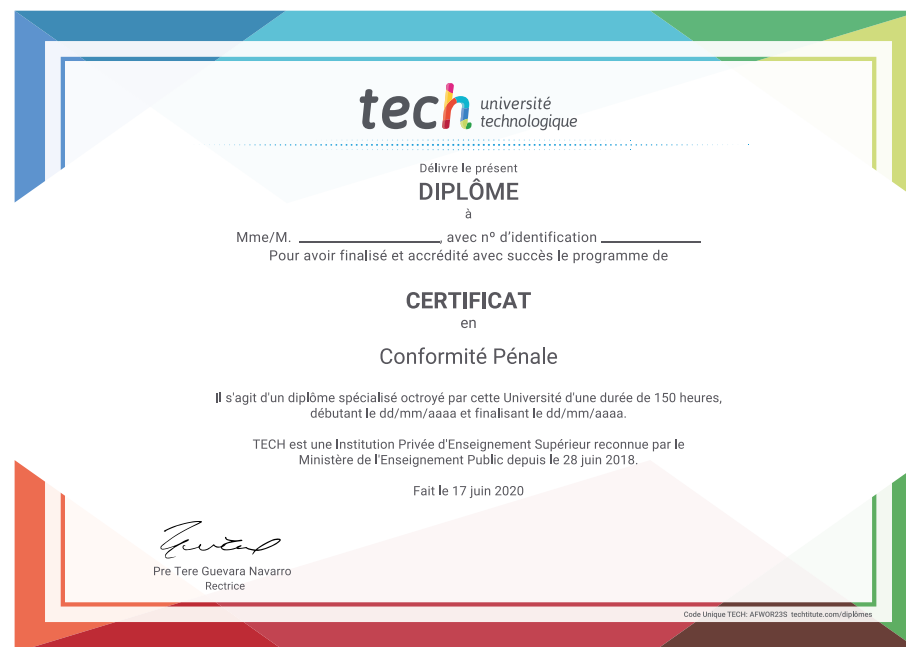 tech université
technologique
Délivre le présent
DIPLÔME
à
Mme/M. ____________________, avec nº d'identification ______________
Pour avoir finalisé et accrédité avec succès le programme de
CERTIFICAT
en
Conformité Pénale
Il s'agit d'un diplôme spécialisé octroyé par cette Université d'une durée de 150 heures,
débutant le dd/mm/aaaa et finalisant le dd/mm/aaaa.
TECH est une Institution Privée d'Enseignement Supérieur reconnue par le
Ministère de l'Enseignement Public depuis le 28 juin 2018.
Fait le 17 juin 2020
Pre Tere Guevara Navarro
Rectrice
Code Unique TECH: AFWOR23S techtitute.com/diplômes